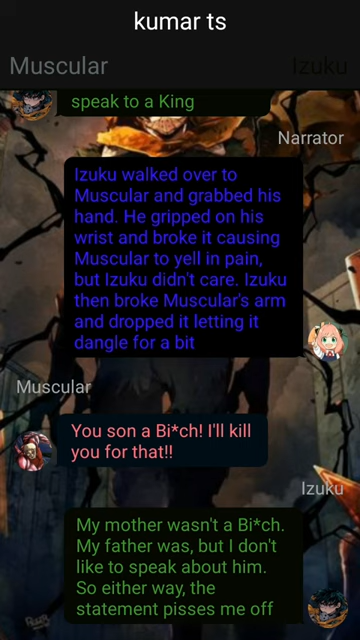 kumar ts
Muscular
Izuku
speak to a King
Narrator
Izuku walked over to
Muscular and grabbed his
hand. He gripped on his
wrist and broke it causing
Muscular to yell in pain,
but Izuku didn't care. Izuku
then broke Muscular's arm
and dropped it letting it
dangle for a bit
Muscular
You son a Bi*ch! I'll kill
you for that!!
Izuku
My mother wasn't a Bi*ch.
My father was, but I don't
like to speak about him.
So either way, the
statement pisses me off